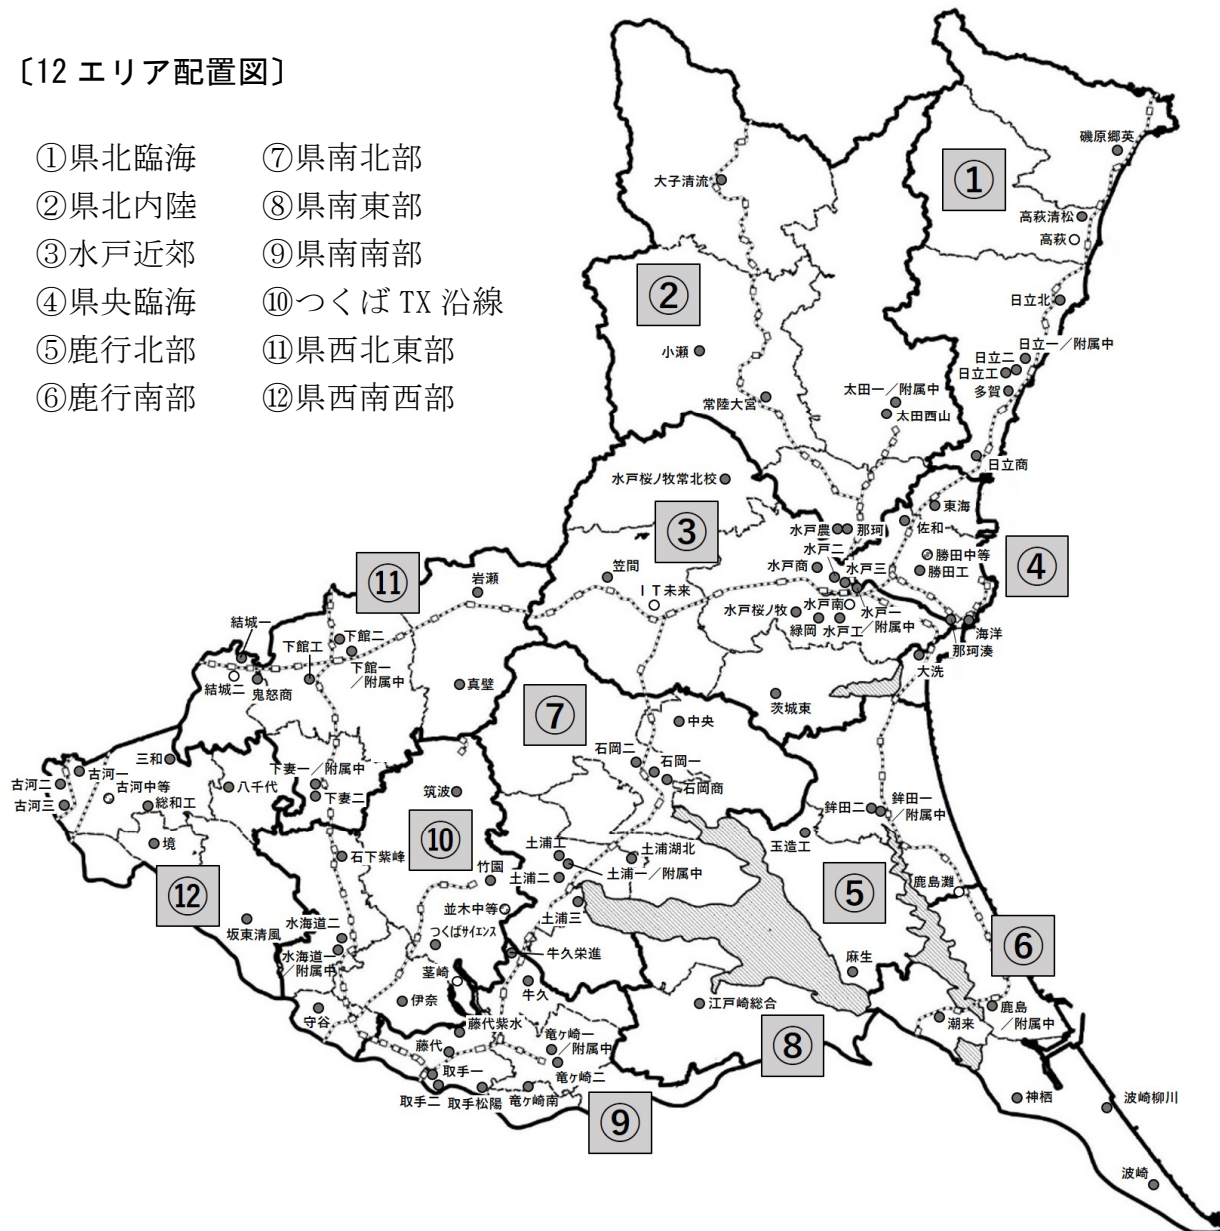 〔12 エリア配置図〕
①県北臨海
②県北内陸
③水戸近郊
④県央臨海
⑤鹿行北部
⑥鹿行南部
⑦県南北部
⑧県南東部
⑨県南南部
⑩つくば TX 沿線
⑪県西北東部
⑫県西南西部
磯原郷英
①
大子清流
高萩清松
高萩
②
日立北
小瀬
日立一／附属中
日立二
日立工
多賀
常陸大宮
太田一／附属中
太田西山
日立商
水戸桜ノ牧常北校
③
東海
水戸農
那珂
佐和
水戸二
勝田中等
④
水戸商
水戸三
勝田工
⑪
岩瀬
笠間
ＩＴ未来
水戸桜ノ牧
水戸南
水戸一
／附属中
緑岡
水戸工
海洋
那珂湊
結城一
下館工
下館二
下館一
／附属中
大洗
結城二
鬼怒商
真壁
茨城東
⑦
中央
三和
石岡二
石岡一
石岡商
古河一
古河二
古河中等
古河三
総和工
八千代
下妻一／附属中
下妻二
筑波
鉾田二
鉾田一
／附属中
境
⑩
玉造工
石下紫峰
土浦工
土浦湖北
土浦一／附属中
土浦二
竹園
⑫
⑤
鹿島灘
並木中等
土浦三
坂東清風
水海道二
つくばサイエンス
水海道一
／附属中
牛久栄進
⑥
茎崎
牛久
麻生
伊奈
江戸崎総合
守谷
藤代紫水
潮来
鹿島
／附属中
藤代
竜ヶ崎一
／附属中
⑧
取手一
竜ヶ崎二
取手二
取手松陽
竜ヶ崎南
⑨
神栖
波崎柳川
波崎